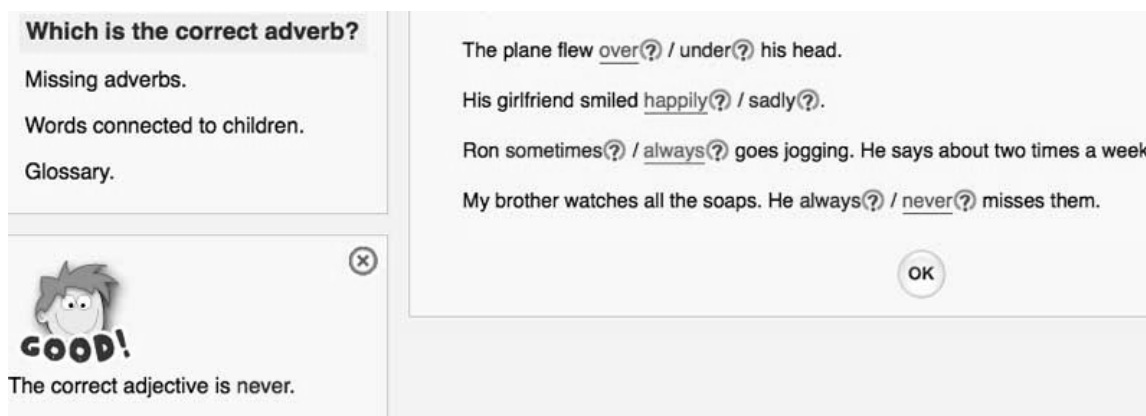 Which is the correct adverb?
Missing adverbs.
Words connected to children.
Glossary.
The plane flew over? / under? his head.
His girlfriend smiled happily? / sadly?.
Ron sometimes? / always? goes jogging. He says about two times a week
My brother watches all the soaps. He always? / never? misses them.
OK
GOOD!
The correct adjective is never.